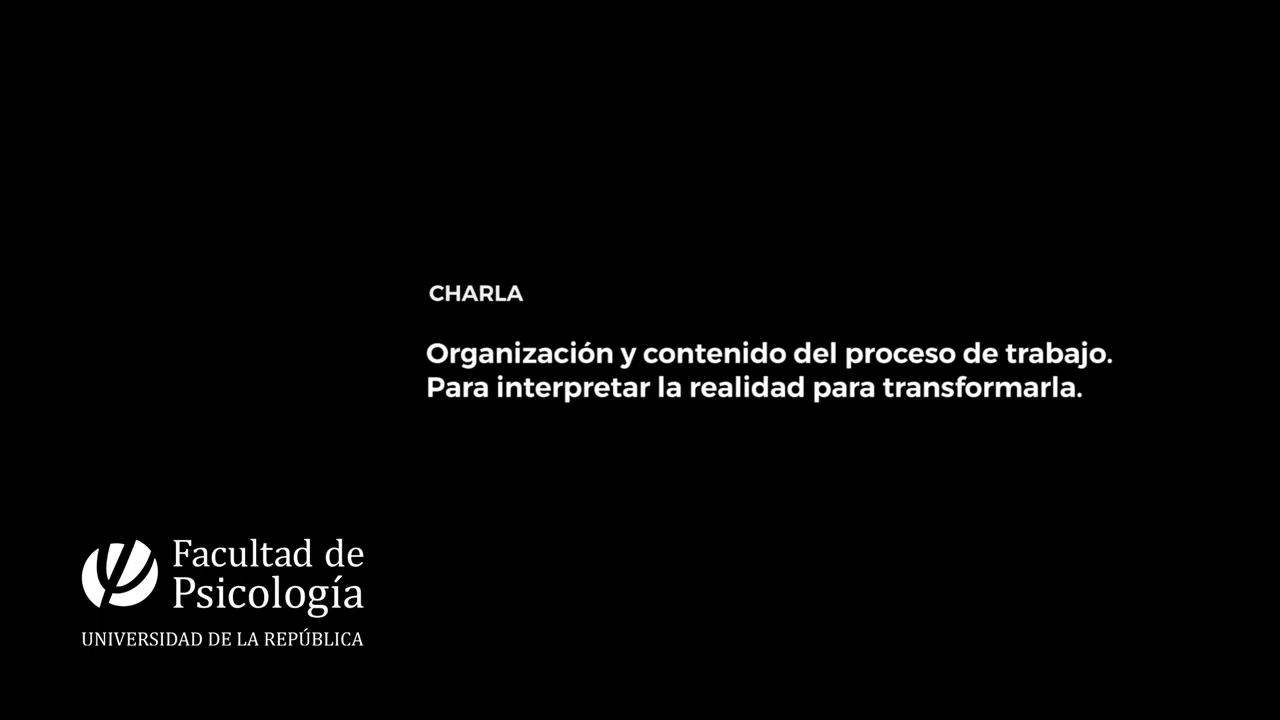 CHARLA
Organización y contenido del proceso de trabajo.
Para interpretar la realidad para transformarla.
Facultad de
Psicología
UNIVERSIDAD DE LA REPÚBLICA